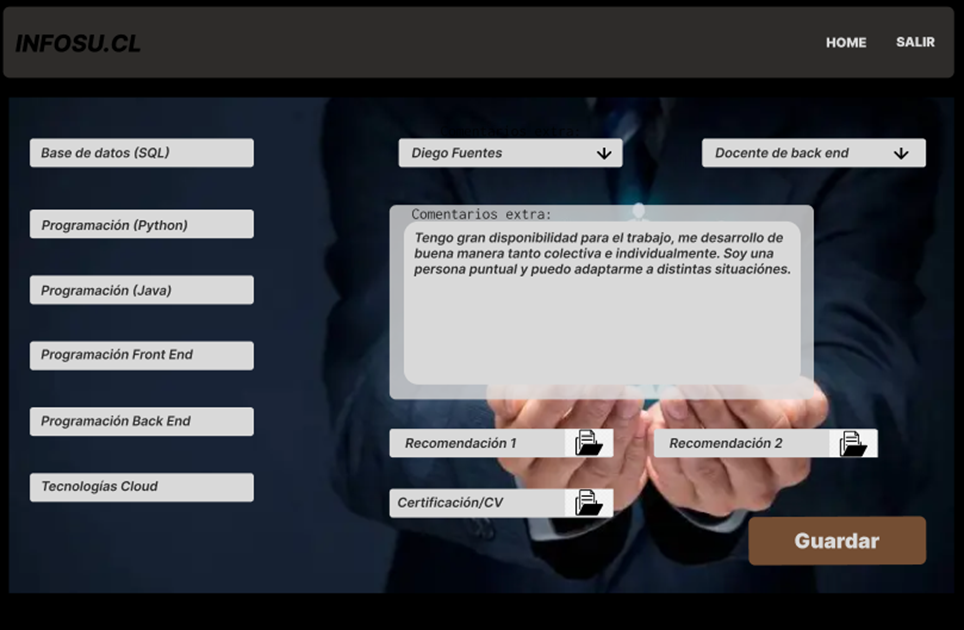 INFOSU.CL
HOME
SALIR
Base de datos (SQL)
Programación (Python)
Programación (Java)
Programación Front End
Programación Back End
Tecnologías Cloud
Comentarios extra:
Diego Fuentes
Docente de back end
Comentarios extra:
Tengo gran disponibilidad para el trabajo, me desarrollo de
buena manera tanto colectiva e individualmente. Soy una
persona puntual y puedo adaptarme a distintas situaciónes.
Recomendación 1
Recomendación 2
Certificación/CV
Guardar